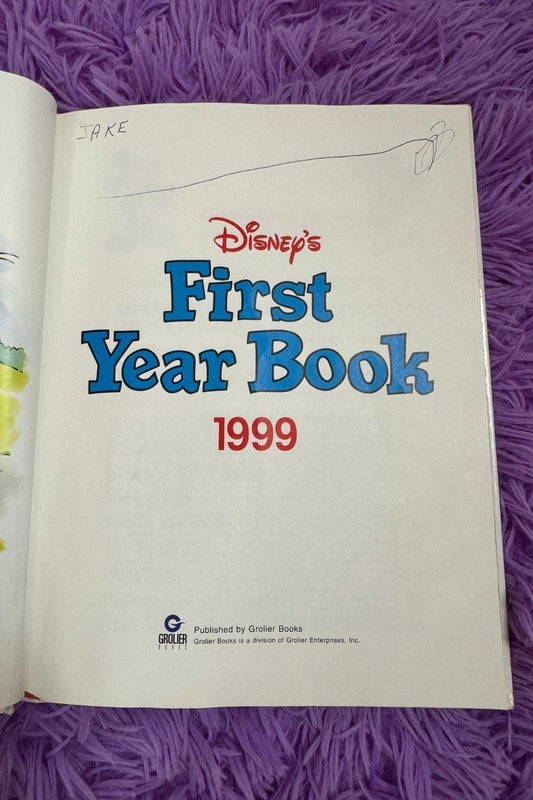 JAKE
Disney's
First
Year Book
1999
GROLIER
BOOKS
Published by Grolier Books
Grolier Books is a division of Grolier Enterprises, Inc.